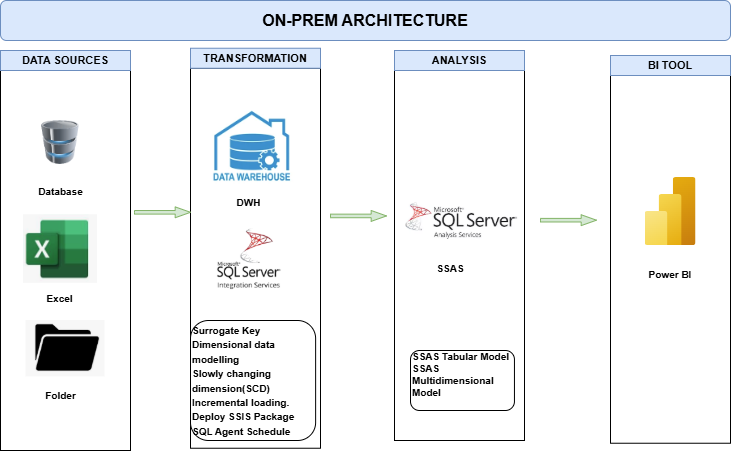 ON-PREM ARCHITECTURE
DATA SOURCES
Database
X
Excel
Folder
TRANSFORMATION
DATA WAREHOUSE
DWH
Microsoft
SQL Server
Integration Services
Surrogate Key
Dimensional data
modelling
Slowly changing
dimension(SCD)
Incremental loading.
Deploy SSIS Package
SQL Agent Schedule
ANALYSIS
Microsoft
SQL Server
Analysis Services
SSAS
SSAS Tabular Model
SSAS
Multidimensional
Model
BI TOOL
Power BI